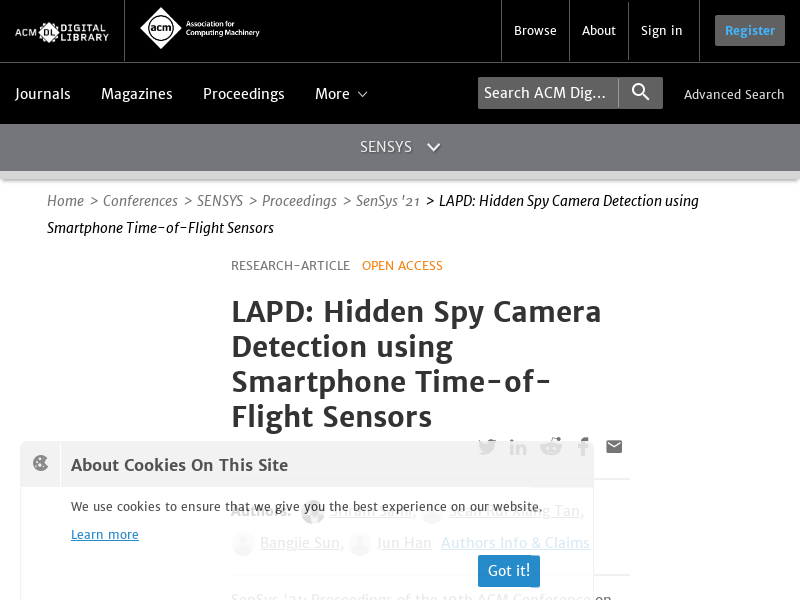 ACM DL DIGITAL LIBRARY
acm Association for Computing Machinery
Browse
About
Sign in
Register
Journals
Magazines
Proceedings
More
Search ACM Dig...
Advanced Search
SENSYS
Home > Conferences > SENSYS > Proceedings > SenSys '21 > LAPD: Hidden Spy Camera Detection using
Smartphone Time-of-Flight Sensors
RESEARCH-ARTICLE OPEN ACCESS
LAPD: Hidden Spy Camera
Detection using
Smartphone Time-of-
Flight Sensors
About Cookies On This Site
We use cookies to ensure that we give you the best experience on our website.
Authors: Sriram Sami, Sean Rui Xiang Tan,
Learn more
Bangjie Sun, Jun Han Authors Info & Claims
Got it!
SenSys '21: Proceedings of the 19th ACM Conference on